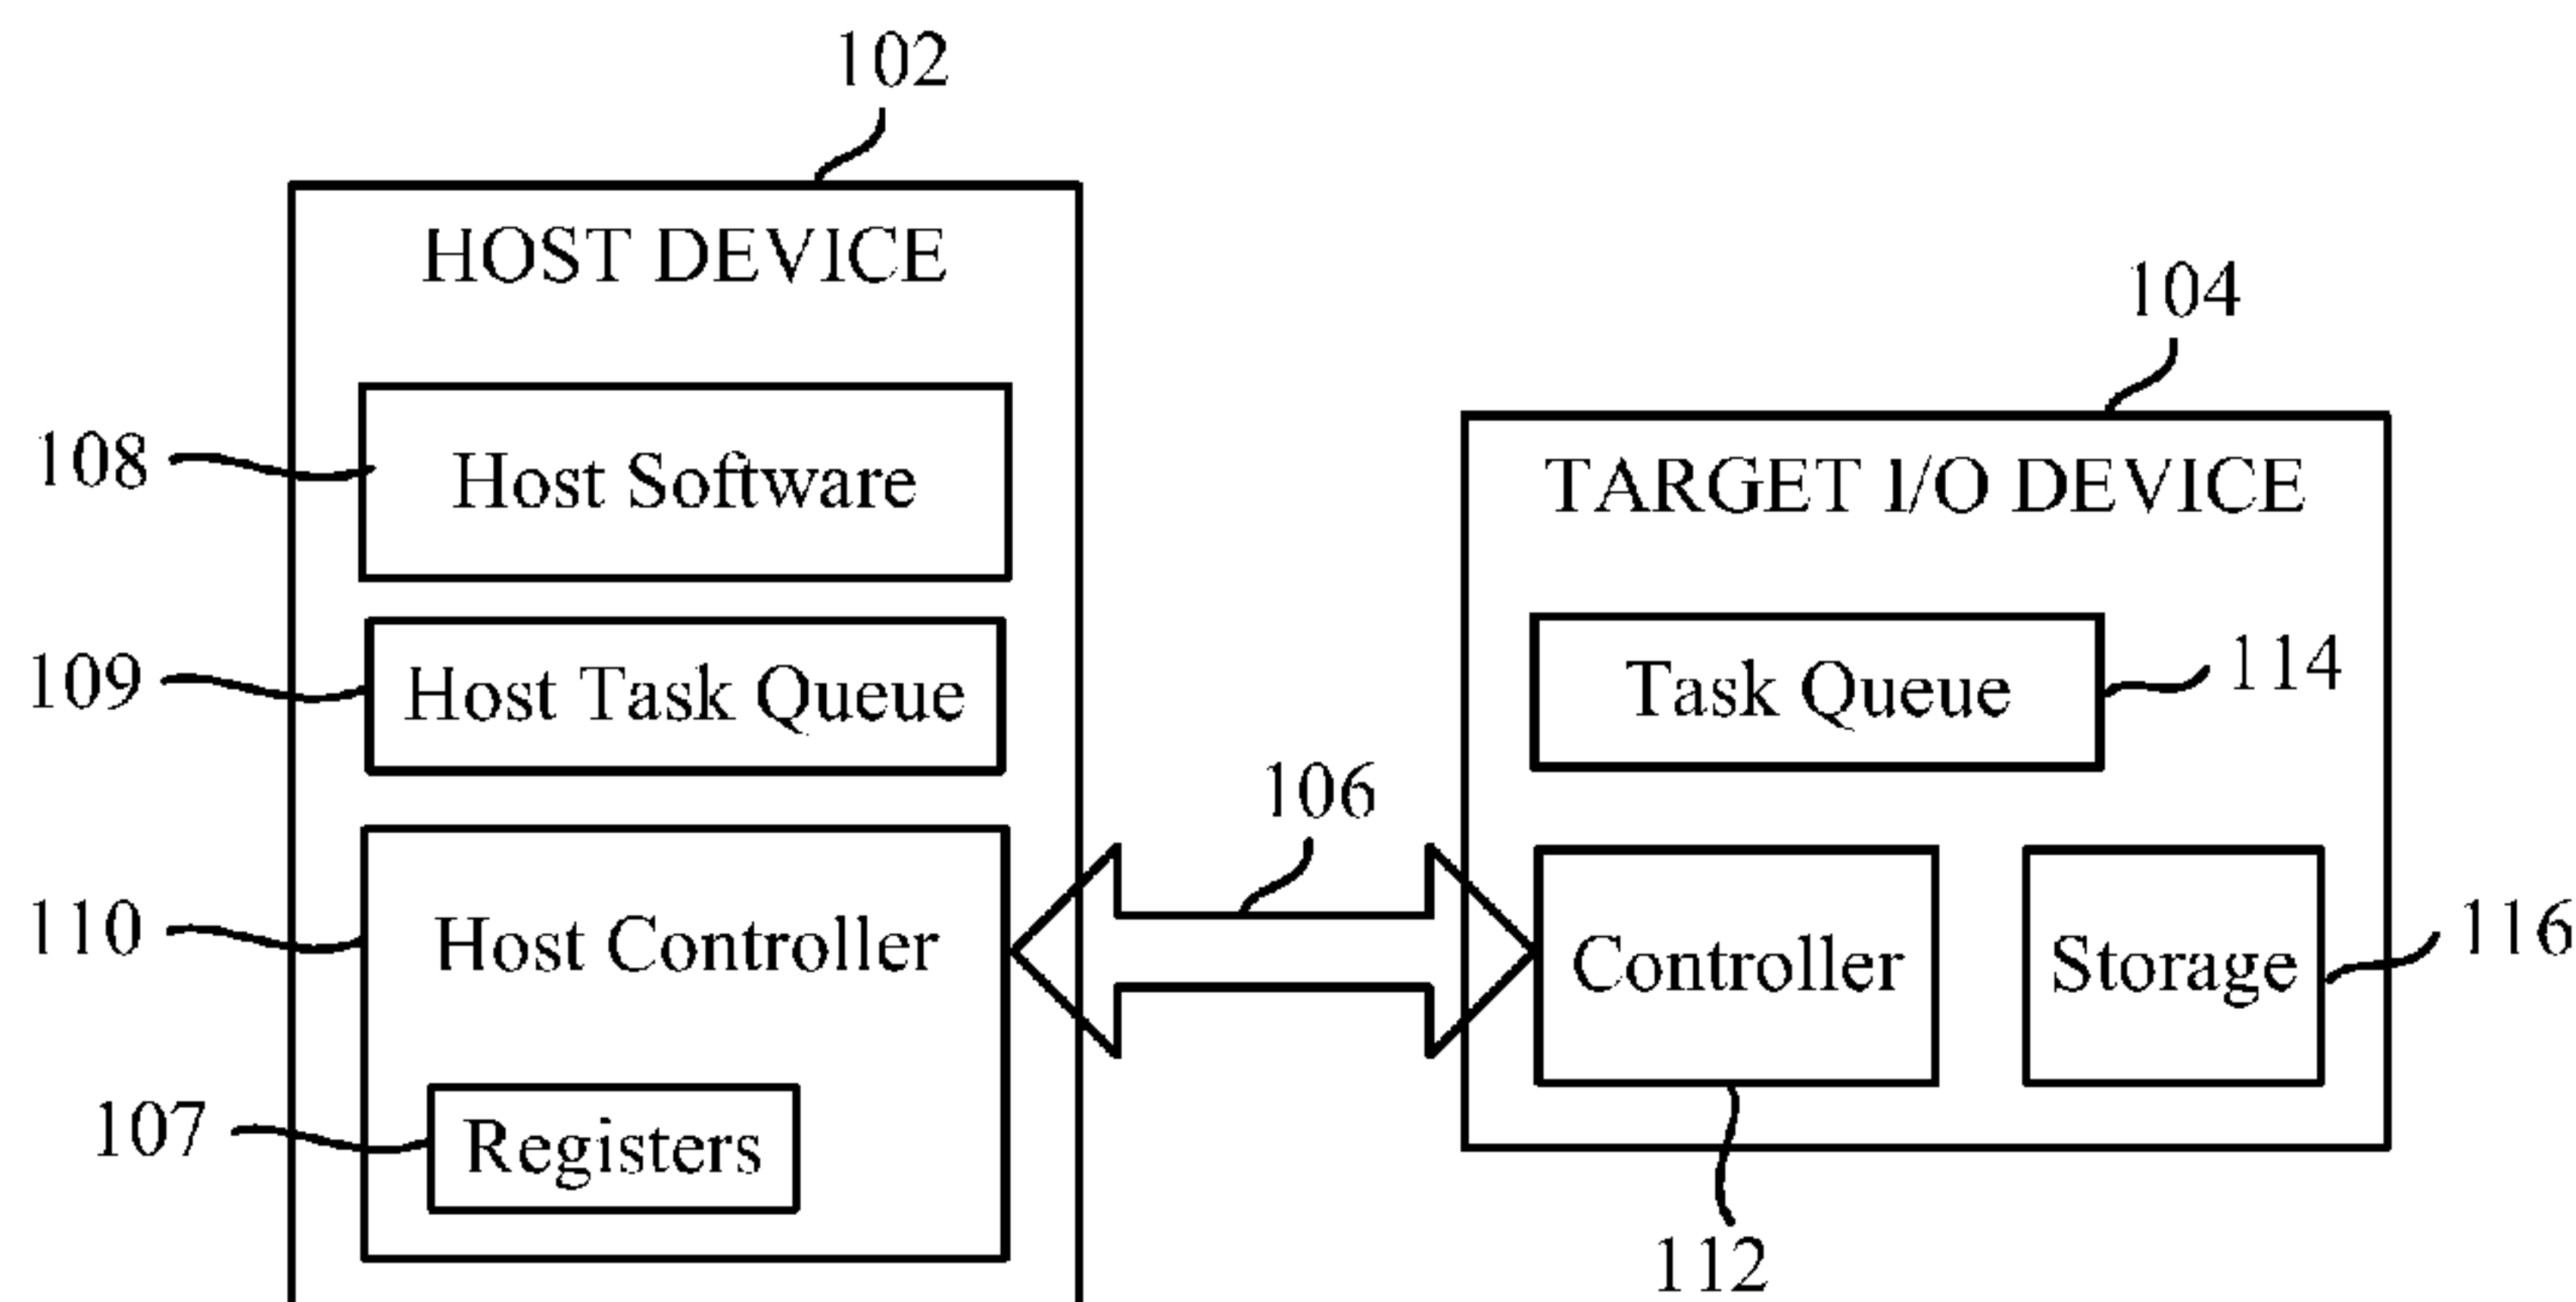 102
HOST DEVICE
104
108
Host Software
TARGET I/O DEVICE
109
Host Task Queue
Task Queue
114
106
110
Host Controller
Controller
Storage
116
107
Registers
112